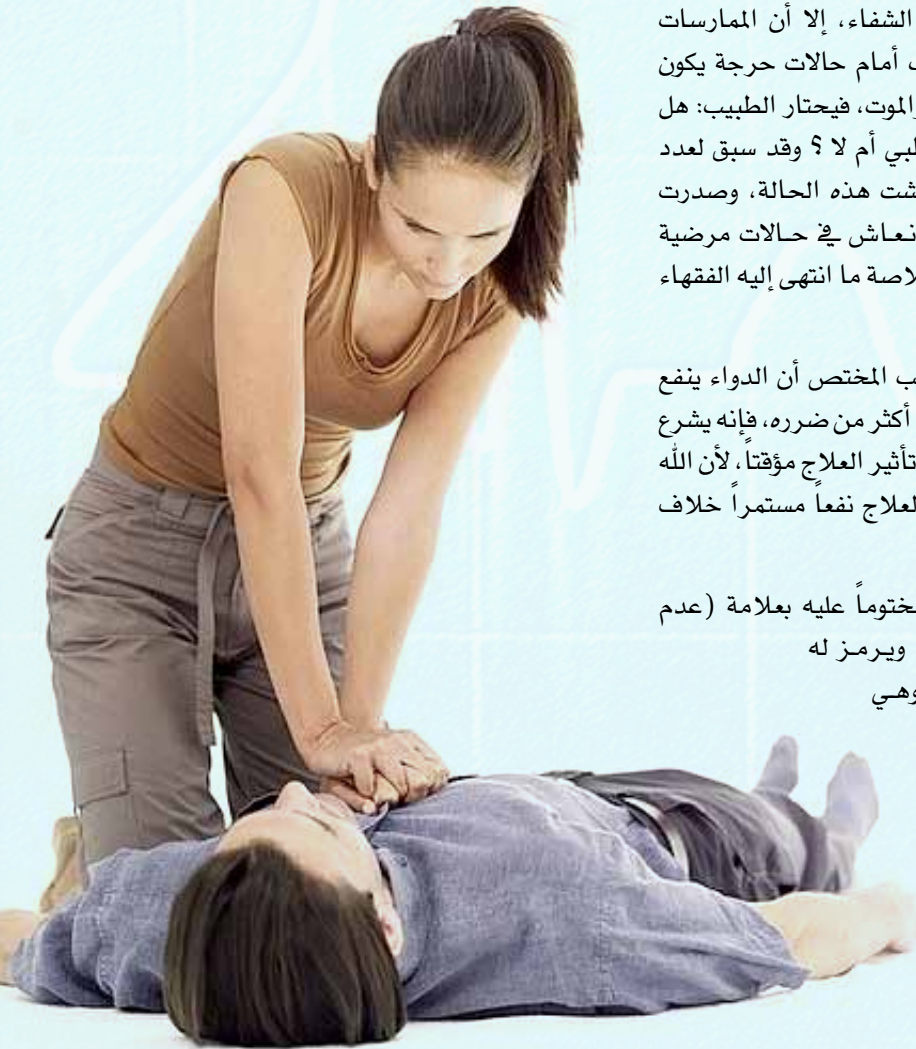 الشفاء، إلا أن الممارسات
أمام حالات حرجة يكون
الموت، فيحتار الطبيب: هل
لبي أم لا ؟ وقد سبق لعدد
شت هذه الحالة، وصدرت
نعاش في حالات مرضية
لاصة ما انتهى إليه الفقهاء
ب المختص أن الدواء ينفع
أكثر من ضرره، فإنه يشرع
تأثير العلاج مؤقتاً، لأن الله
لعلاج نفعاً مستمراً خلاف
ختوماً عليه بعلامة (عدم
ويرمز له
وهي